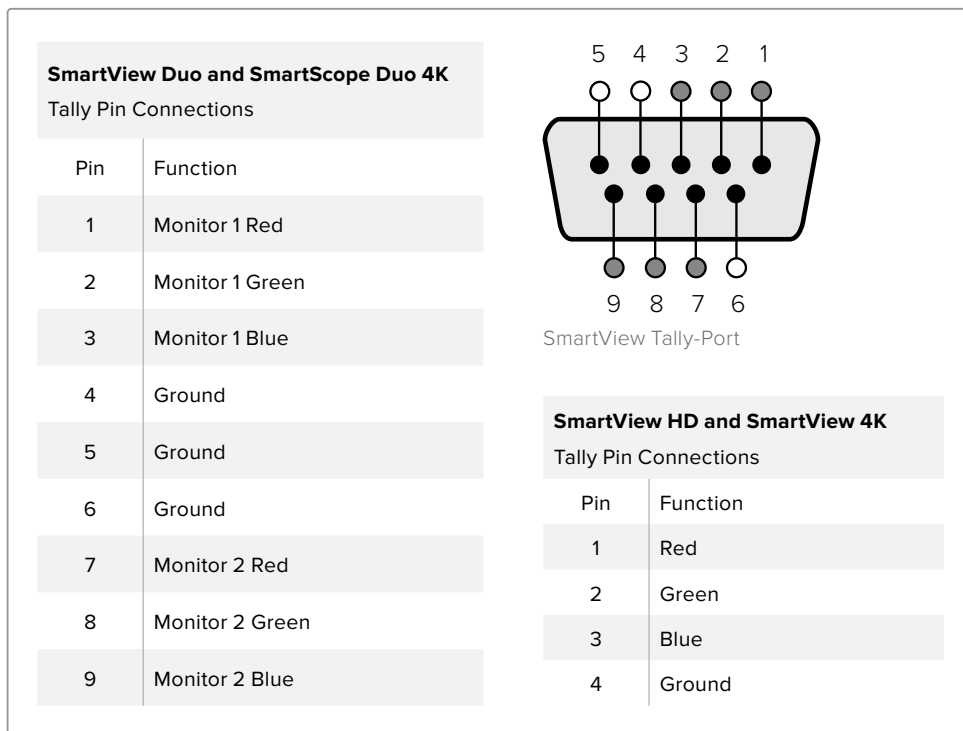 SmartView Duo and SmartScope Duo 4K
Tally Pin Connections
Pin Function
1 Monitor 1 Red
2 Monitor 1 Green
3 Monitor 1 Blue
4 Ground
5 Ground
6 Ground
7 Monitor 2 Red
8 Monitor 2 Green
9 Monitor 2 Blue
5 4 3 2 1
9 8 7 6
SmartView Tally-Port
SmartView HD and SmartView 4K
Tally Pin Connections
Pin Function
1 Red
2 Green
3 Blue
4 Ground